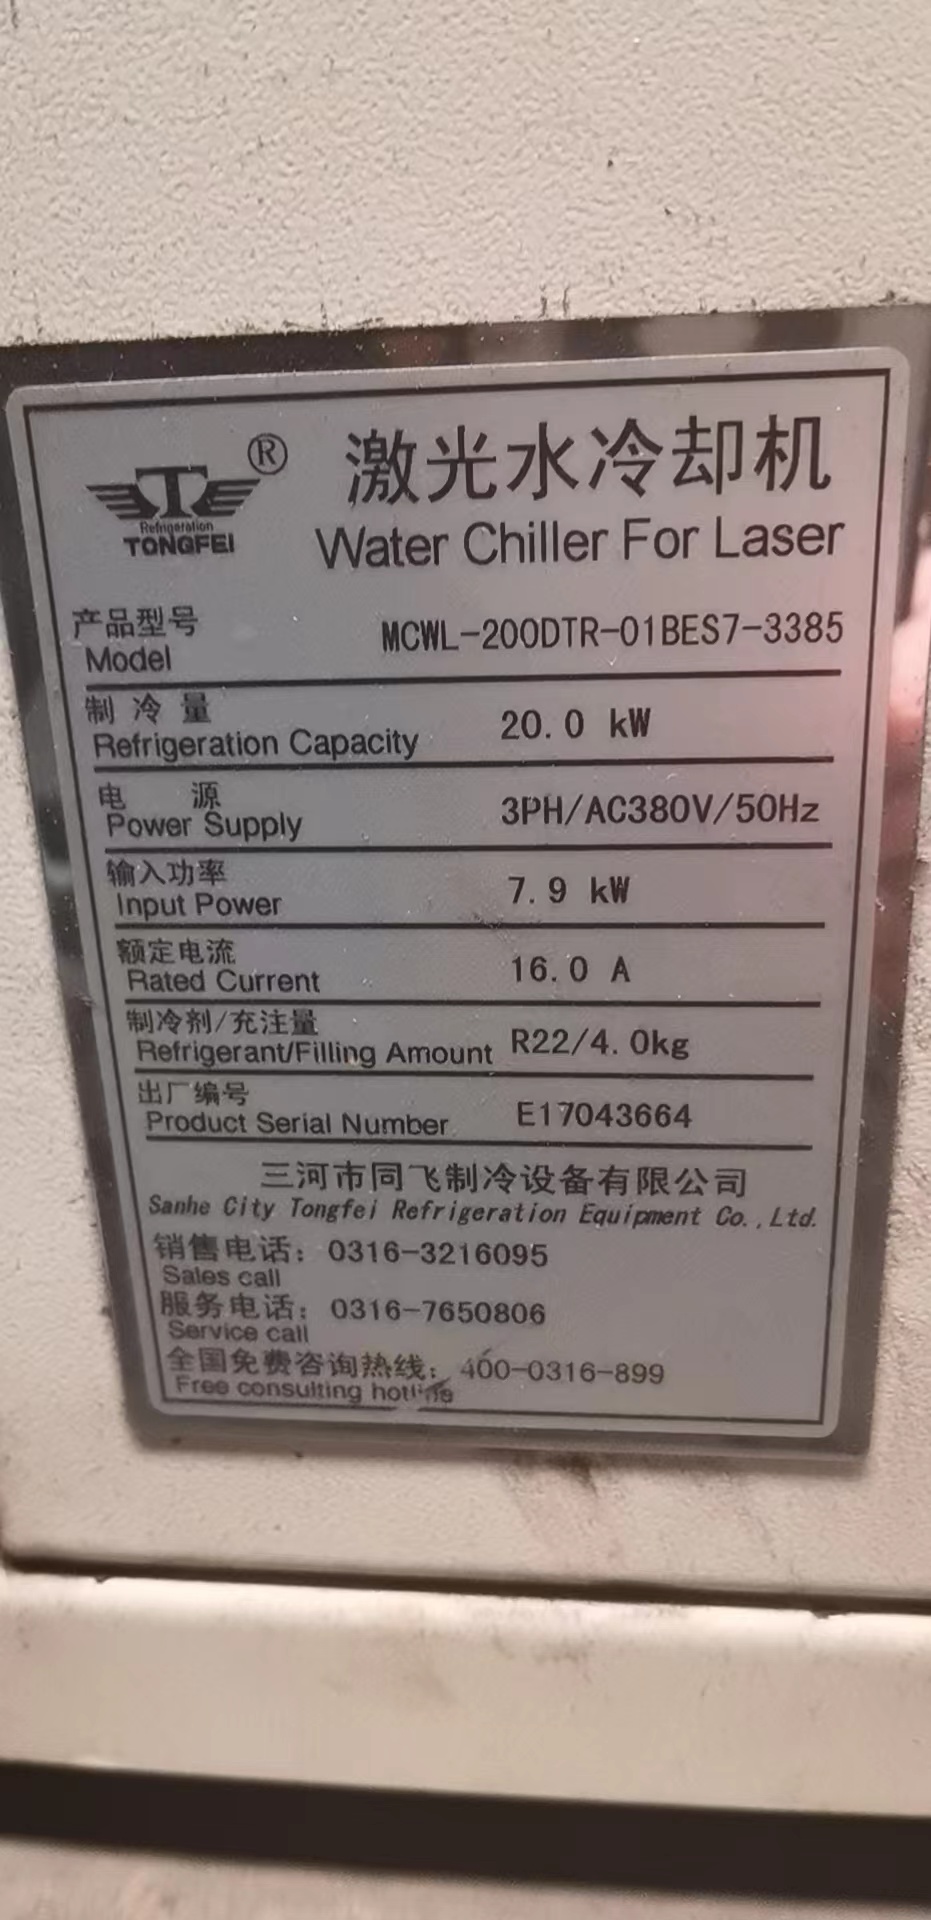 ®
Refrigeration
TONGFEI
激光水冷却机
Water Chiller For Laser
产品型号
Model
MCWL-200DTR-01BES7-3385
制冷量
Refrigeration Capacity
20.0 kW
电 源
Power Supply
3PH/AC380V/50Hz
输入功率
Input Power
7.9 kW
额定电流
Rated Current
16.0 A
制冷剂/充注量
Refrigerant/Filling Amount
R22/4.0kg
出厂编号
Product Serial Number
E17043664
三河市同飞制冷设备有限公司
Sanhe City Tongfei Refrigeration Equipment Co.,Ltd.
销售电话: 0316-3216095
Sales call
服务电话: 0316-7650806
Service call
全国免费咨询热线: 400-0316-899
Free consulting hotline